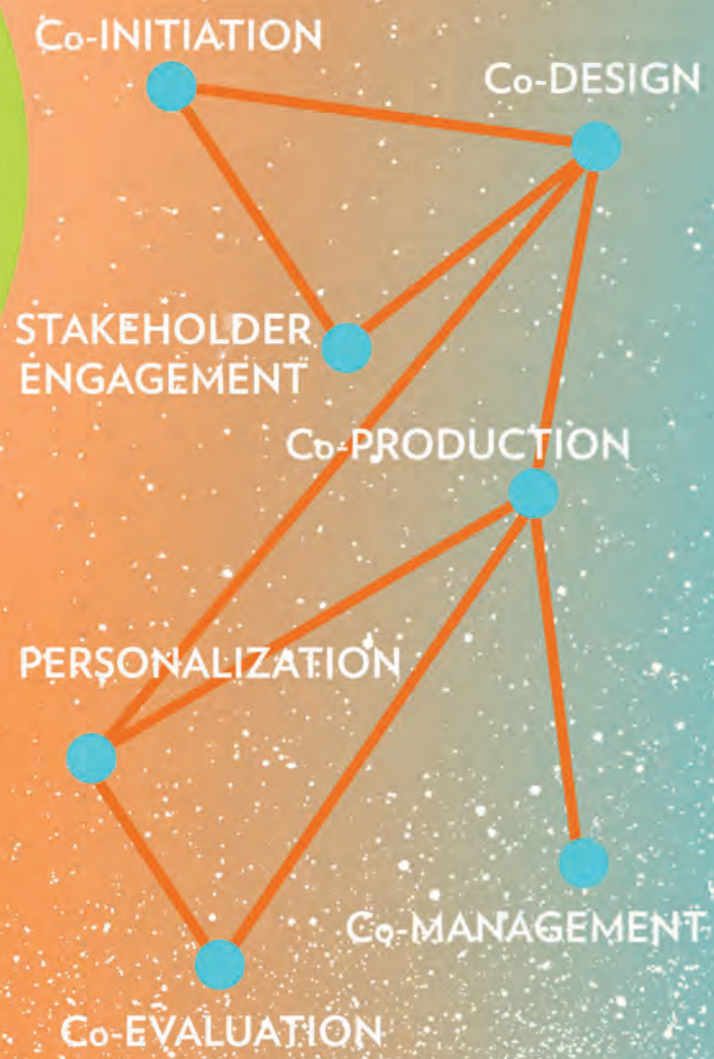 Co-INITIATION
Co-DESIGN
STAKEHOLDER
ENGAGEMENT
Co-PRODUCTION
PERSONALIZATION
Co-MANAGEMENT
Co-EVALUATION